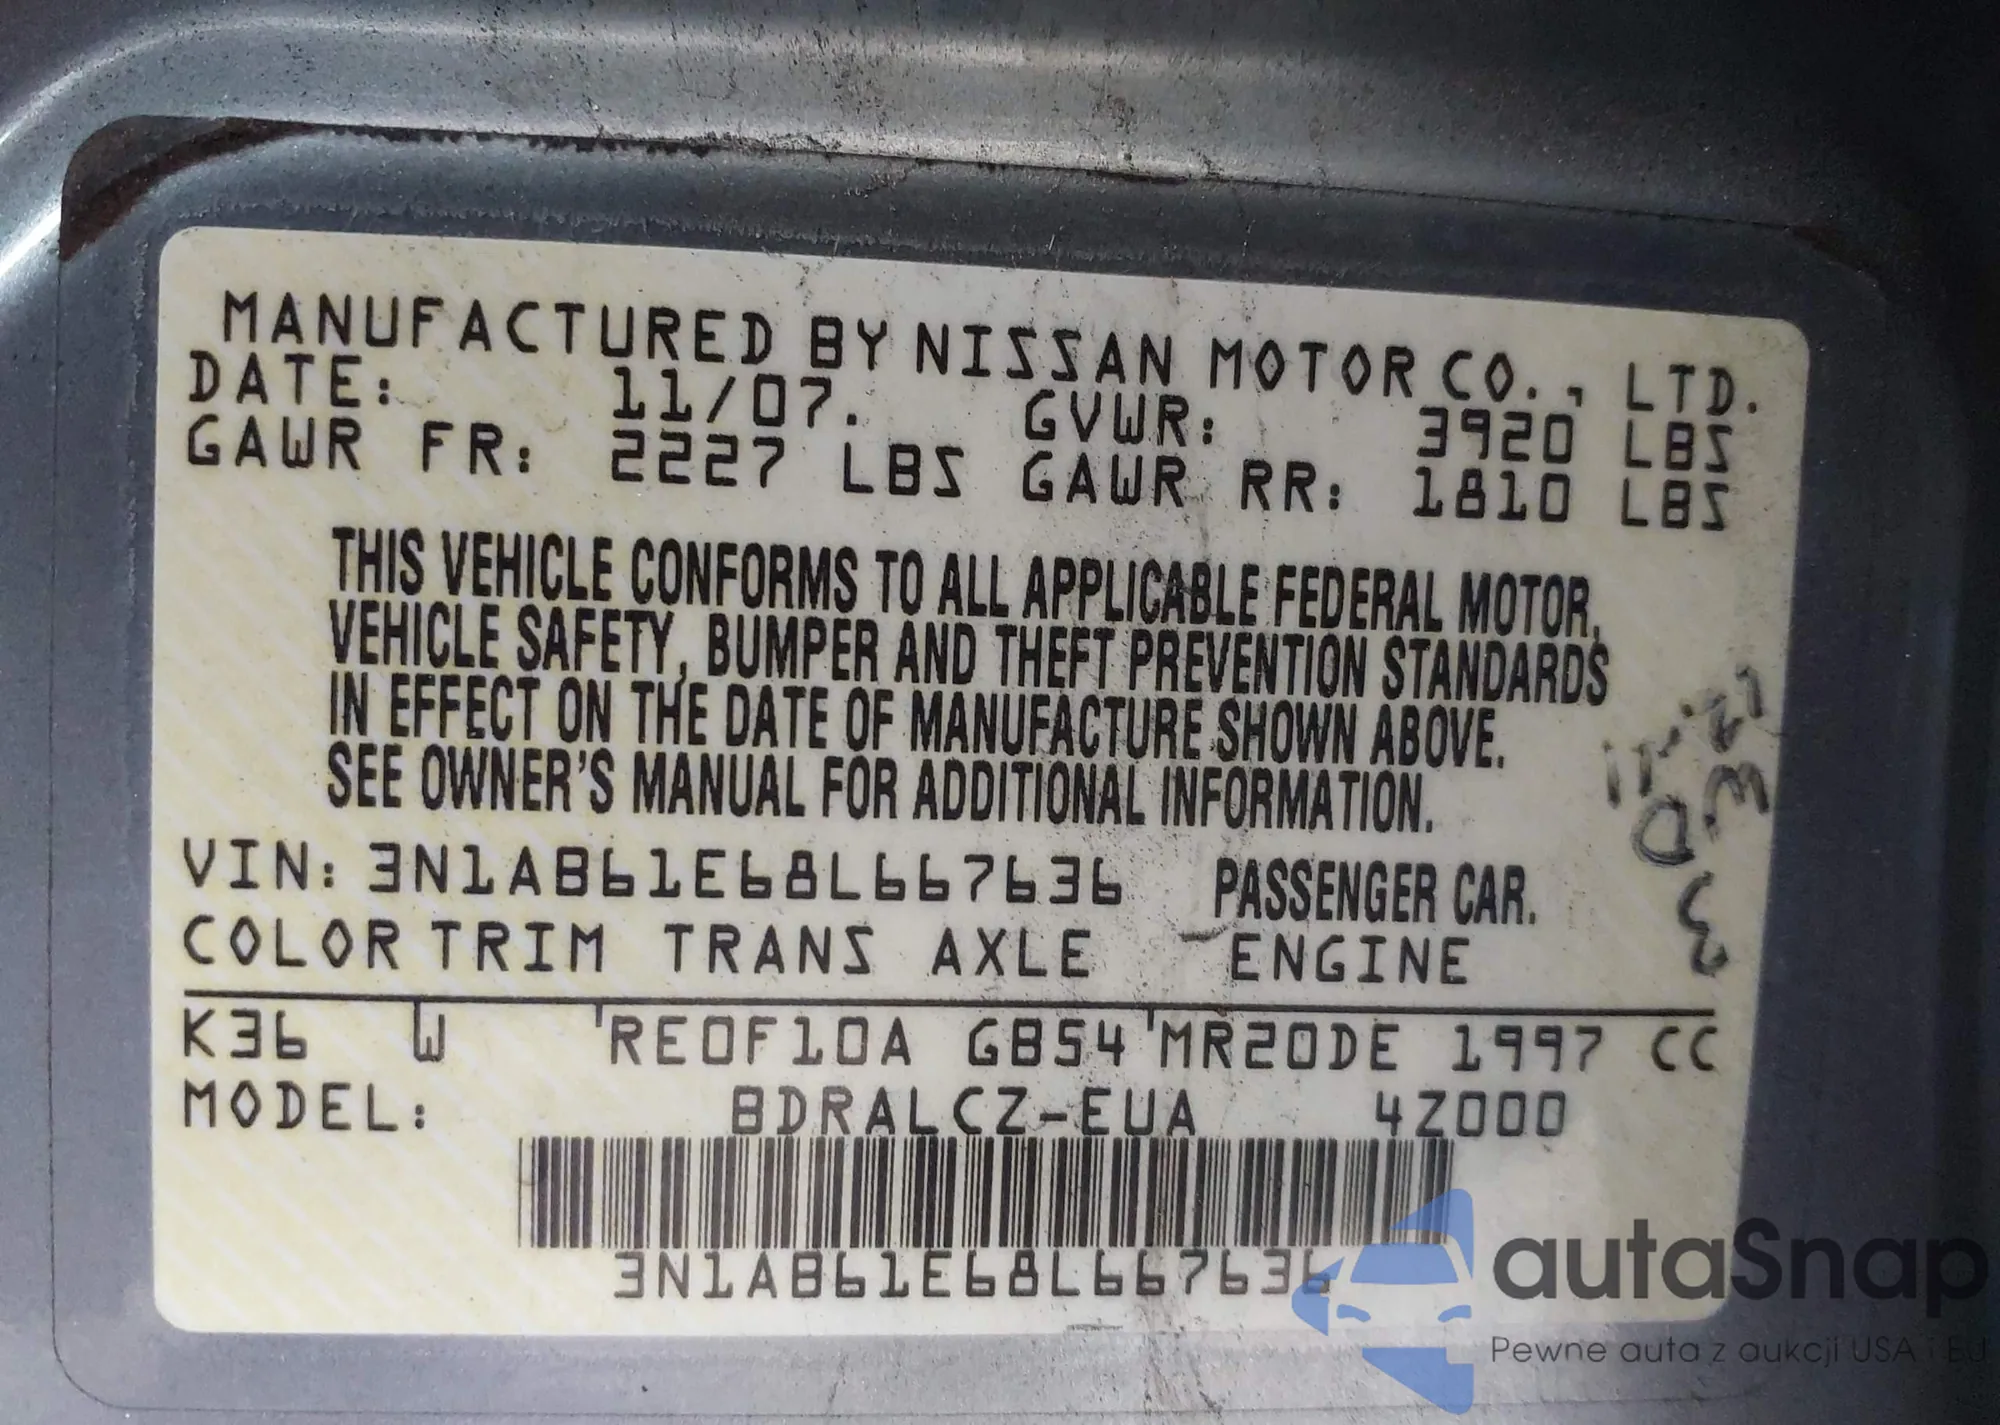 MANUFACTURED BY NISSAN MOTOR CO., LTD.
DATE: 11/07. GVWR: 3920 LBS
GAWR FR: 2227 LBS GAWR RR: 1810 LBS
THIS VEHICLE CONFORMS TO ALL APPLICABLE FEDERAL MOTOR
VEHICLE SAFETY, BUMPER AND THEFT PREVENTION STANDARDS
IN EFFECT ON THE DATE OF MANUFACTURE SHOWN ABOVE.
SEE OWNER'S MANUAL FOR ADDITIONAL INFORMATION.
VIN: 3N1AB61E68L667636 PASSENGER CAR.
COLOR TRIM TRANS AXLE ENGINE
K36 W RE0F10A GB54 MR20DE 1997 CC
MODEL: BDRALCZ-EUA 4Z000
3N1AB61E68L667636
autaSnap
Pewne auta z aukcji USA i EU